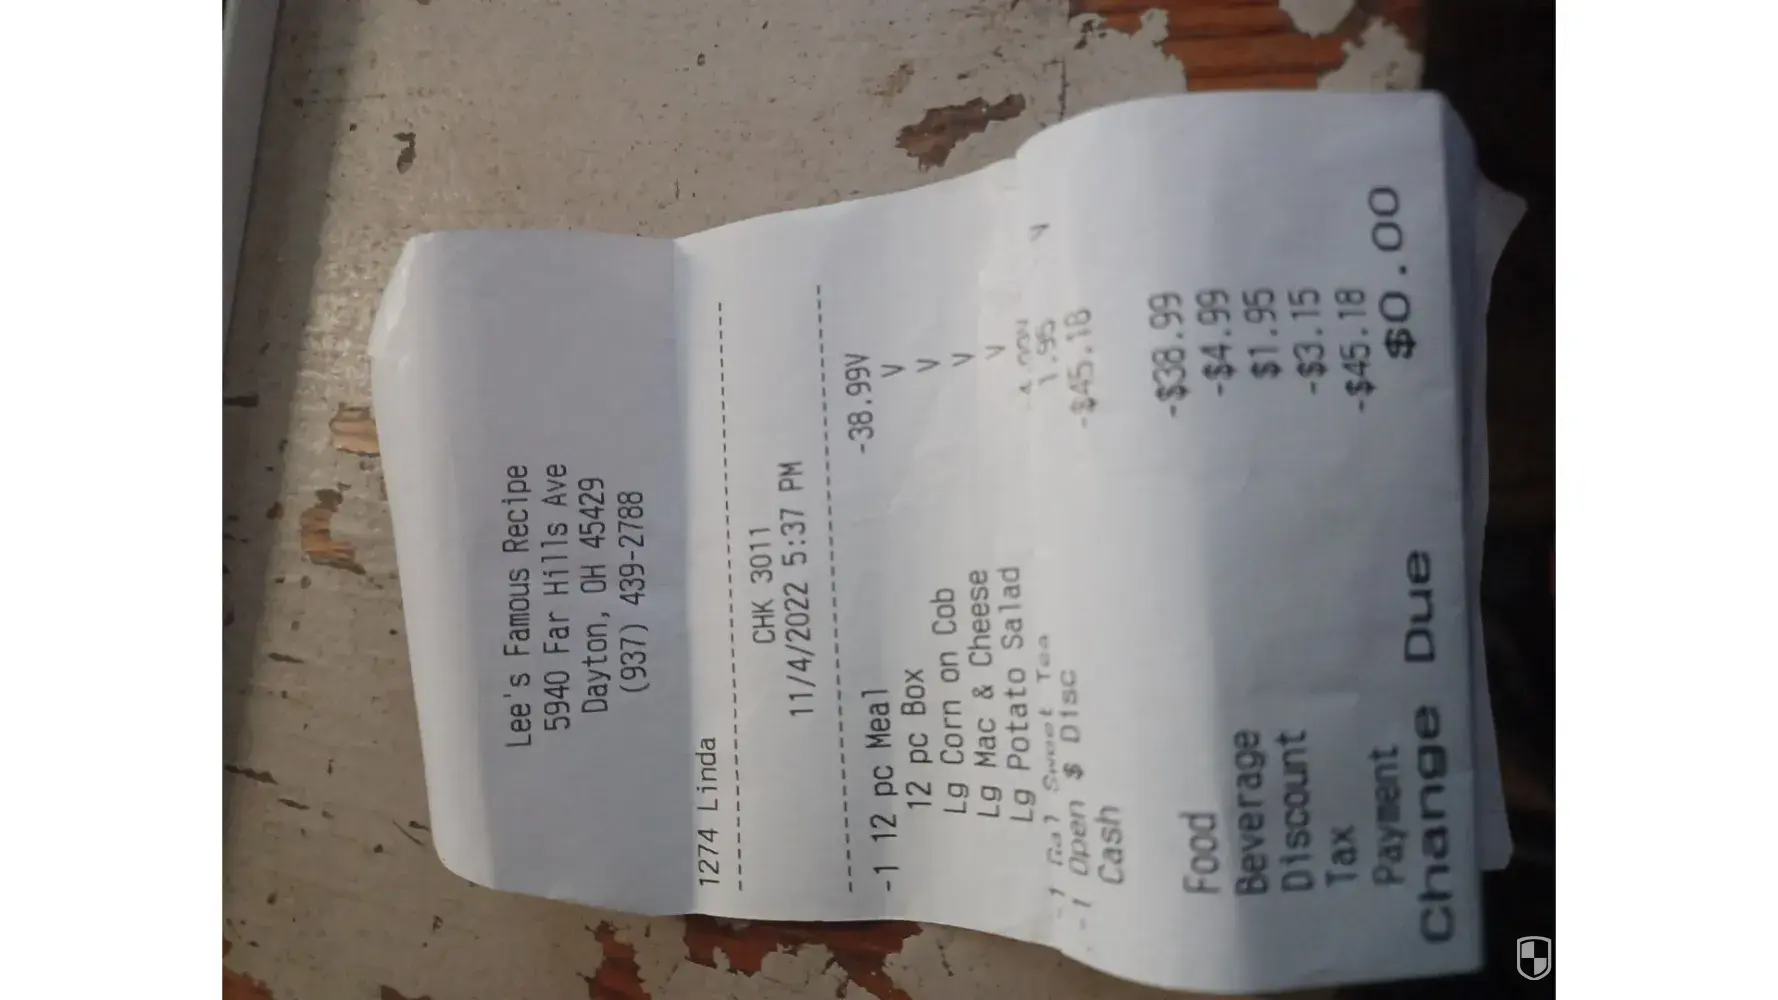 Lee's Famous Recipe
5940 Far Hills Ave
Dayton, OH 45429
(937) 439-2788
1274 Linda
CHK 3011
11/4/2022 5:37 PM
-1 12 pc Meal -38.99V
12 pc Box V
Lg Corn on Cob V
Lg Mac & Cheese V
Lg Potato Salad V
-1 Gal Sweet Tea V
-1 Open $ Disc 1.95
Cash -$45.18
Food -$38.99
Beverage -$4.99
Discount $1.95
Tax -$3.15
Payment -$45.18
Change Due $0.00